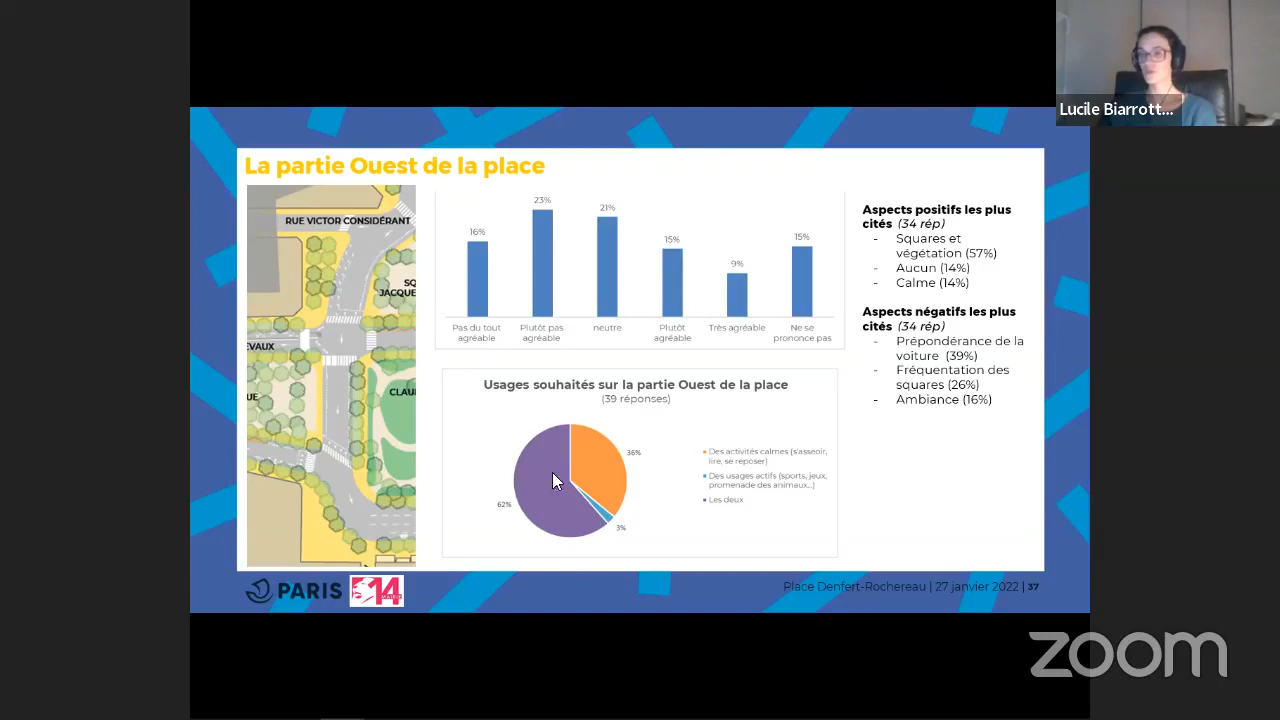 Lucile Biarrott...
La partie Ouest de la place
RUE VICTOR CONSIDÉRANT
SQ
JACQUE
EVAUX
UE
CLAU
16%
23%
21%
15%
9%
15%
Pas du tout
agréable
Plutôt pas
agréable
neutre
Plutôt
agréable
Très agréable
Ne se
prononce pas
Usages souhaités sur la partie Ouest de la place
(39 réponses)
36%
62%
3%
Des activités calmes (s'asseoir,
lire, se reposer)
Des usages actifs (sports, jeux,
promenade des animaux...)
Les deux
Aspects positifs les plus
cités (34 rép)
- Squares et
végétation (57%)
- Aucun (14%)
- Calme (14%)
Aspects négatifs les plus
cités (34 rép)
- Prépondérance de la
voiture (39%)
- Fréquentation des
squares (26%)
- Ambiance (16%)
PARIS
MAIRIE 14
Place Denfert-Rochereau | 27 janvier 2022 | 37
zoom